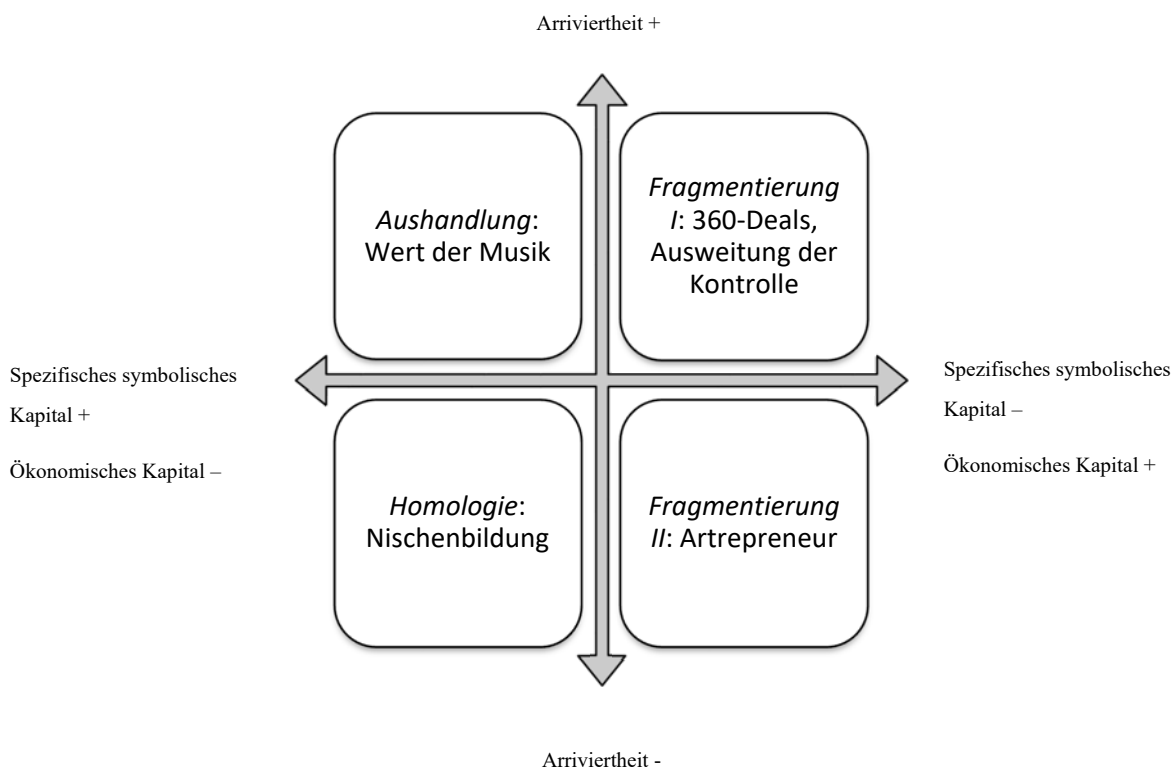 Arriviertheit +
Aushandlung:
Wert der Musik
Fragmentierung
I: 360-Deals,
Ausweitung der
Kontrolle
Spezifisches symbolisches
Kapital +
Ökonomisches Kapital –
Spezifisches symbolisches
Kapital –
Ökonomisches Kapital +
Homologie:
Nischenbildung
Fragmentierung
II: Artrepreneur
Arriviertheit -